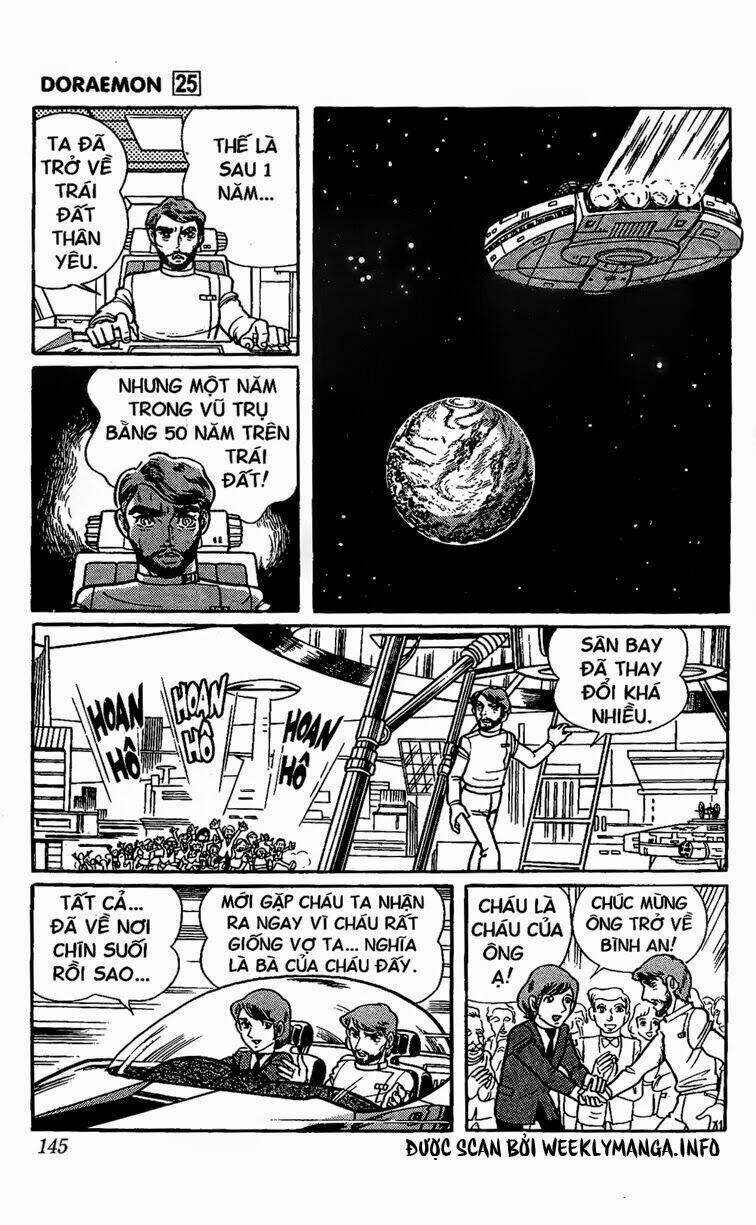 DORAEMON 25
THẾ LÀ
SAU 1
NĂM...
TA ĐÃ
TRỞ VỀ
TRÁI
ĐẤT
THÂN
YÊU.
NHƯNG MỘT NĂM
TRONG VŨ TRỤ
BẰNG 50 NĂM TRÊN
TRÁI
ĐẤT!
SÂN BAY
ĐÃ THAY
ĐỔI KHÁ
NHIỀU.
HOAN
HÔ
HOAN
HÔ
HOAN
HÔ
CHÚC MỪNG
ÔNG TRỞ VỀ
BÌNH AN!
CHÁU LÀ
CHÁU CỦA
ÔNG
Ạ!
MỚI GẶP CHÁU TA NHẬN
RA NGAY VÌ CHÁU RẤT
GIỐNG VỢ TA... NGHĨA
LÀ BÀ CỦA CHÁU ĐẤY.
TẤT CẢ...
ĐÃ VỀ NƠI
CHÍN SUỐI
RỒI SAO...
145
ĐƯỢC SCAN BỞI WEEKLYMANGA.INFO